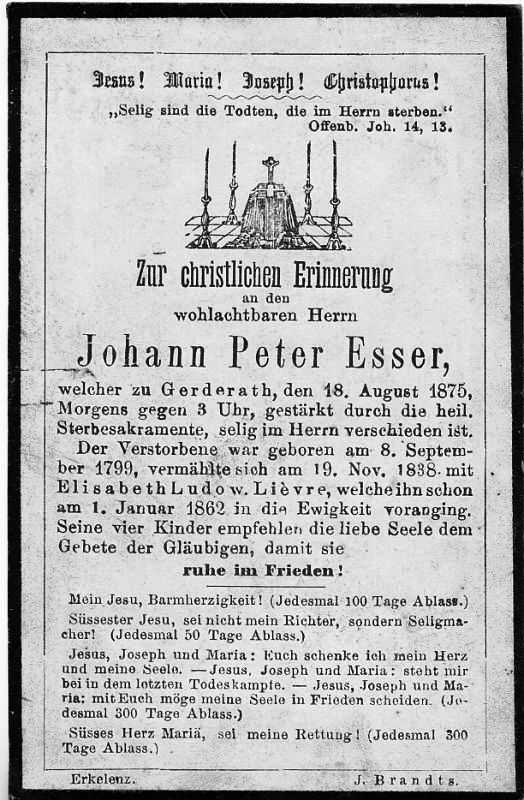 Jesus! Maria! Joseph! Christophorus!
„Selig sind die Todten, die im Herrn sterben.“
Offenb. Joh. 14, 13.
Zur christlichen Erinnerung
an den
wohlachtbaren Herrn
Johann Peter Esser,
welcher zu Gerderath, den 18. August 1875,
Morgens gegen 3 Uhr, gestärkt durch die heil.
Sterbesakramente, selig im Herrn verschieden ist.
Der Verstorbene war geboren am 8. Septem-
ber 1799, vermählte sich am 19. Nov. 1838 mit
Elisabeth Ludow. Lièvre, welche ihn schon
am 1. Januar 1862 in die Ewigkeit voranging.
Seine vier Kinder empfehlen die liebe Seele dem
Gebete der Gläubigen, damit sie
ruhe im Frieden!
Mein Jesu, Barmherzigkeit! (Jedesmal 100 Tage Ablass.)
Süssester Jesu, sei nicht mein Richter, sondern Seligma-
cher! (Jedesmal 50 Tage Ablass.)
Jesus, Joseph und Maria: Euch schenke ich mein Herz
und meine Seele. — Jesus, Joseph und Maria: steht mir
bei in dem letzten Todeskampfe. — Jesus, Joseph und Ma-
ria: mit Euch möge meine Seele in Frieden scheiden. (Je-
desmal 300 Tage Ablass.)
Süsses Herz Mariä, sei meine Rettung! (Jedesmal 300
Tage Ablass.)
Erkelenz. J. Brandts.